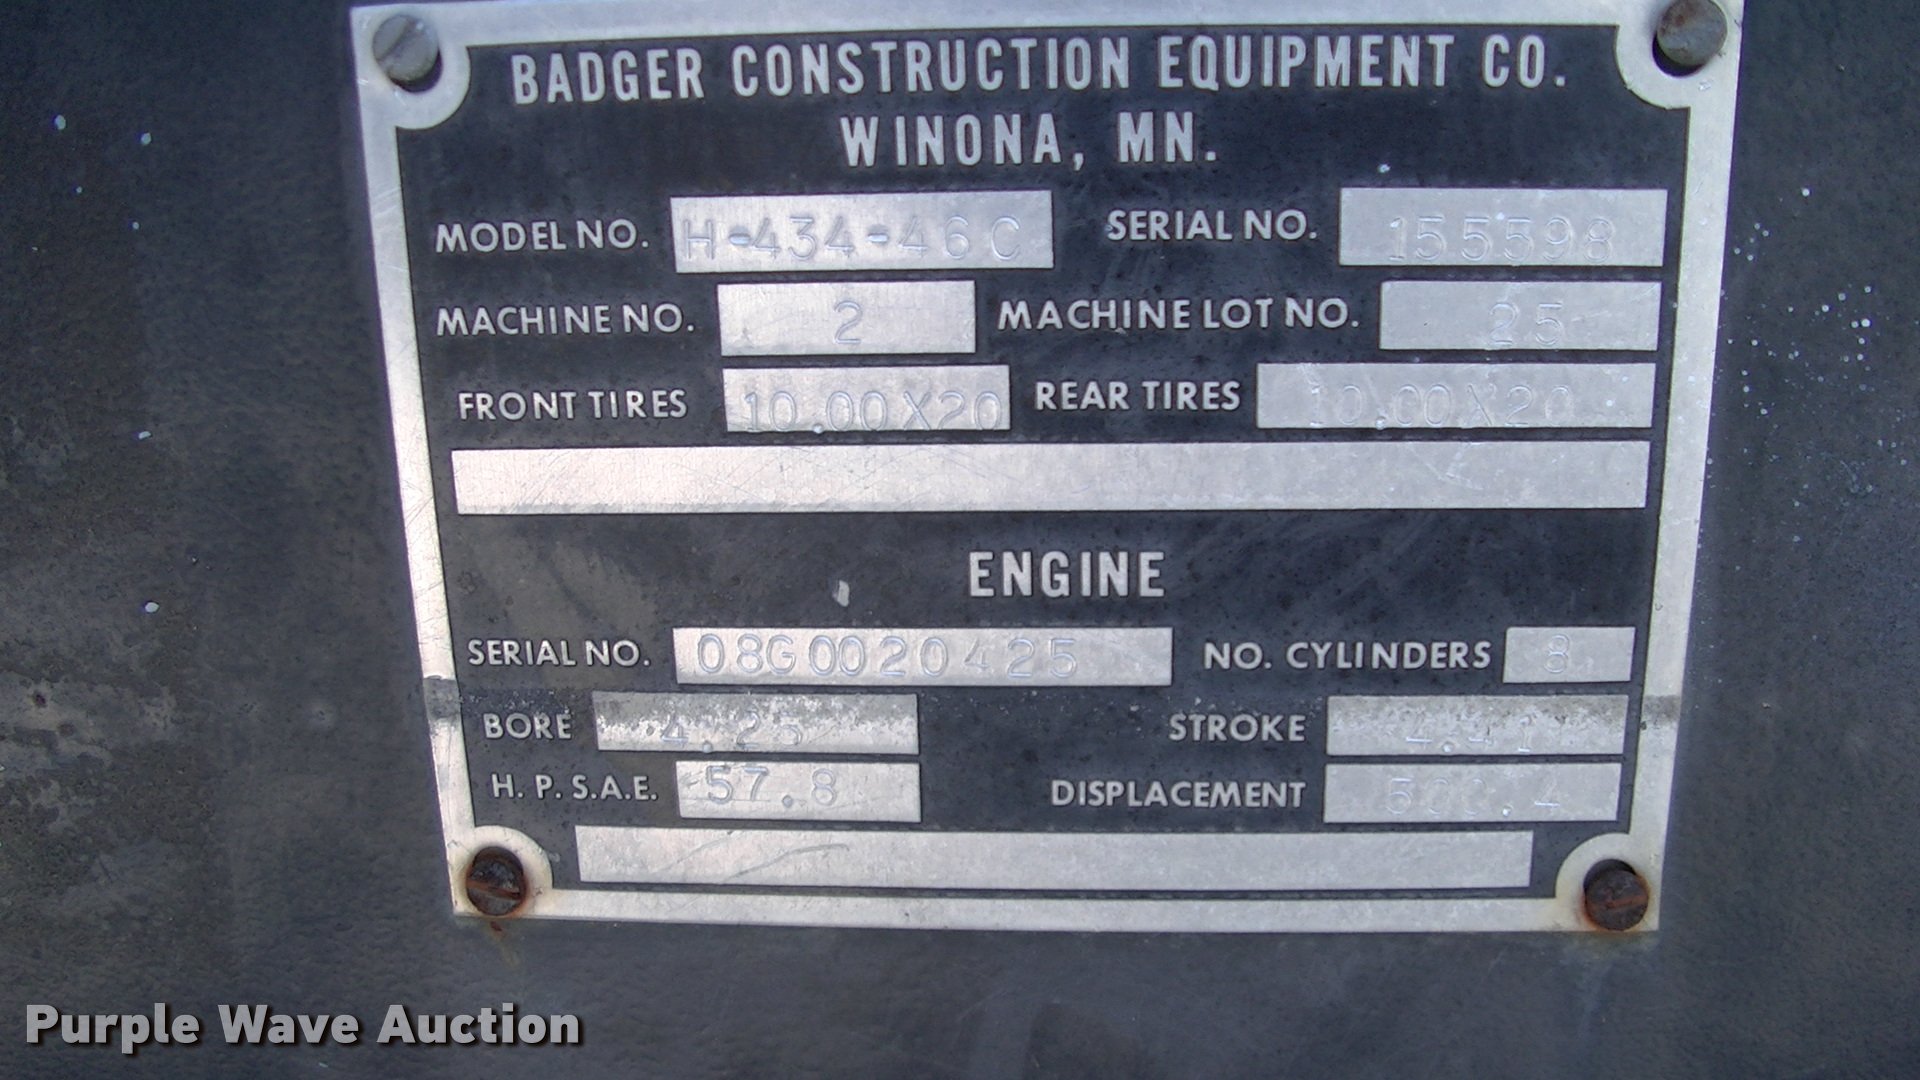 BADGER CONSTRUCTION EQUIPMENT CO.
WINONA, MN.
MODEL NO. H-434-46C SERIAL NO. 155598
MACHINE NO. 2 MACHINE LOT NO. 25
FRONT TIRES 10.00X20 REAR TIRES 10.00X20
ENGINE
SERIAL NO. 08G0020425 NO. CYLINDERS 8
BORE 4.25 STROKE
H. P. S.A.E. 57.8 DISPLACEMENT 500.4
Purple Wave Auction